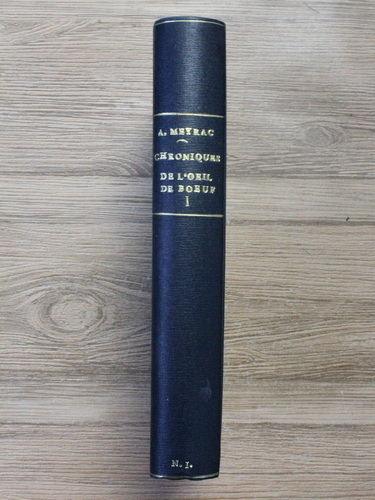 A. MEYRAC
CHRONIQUES
DE L'OEIL
DE BOEUF
I
N. I.